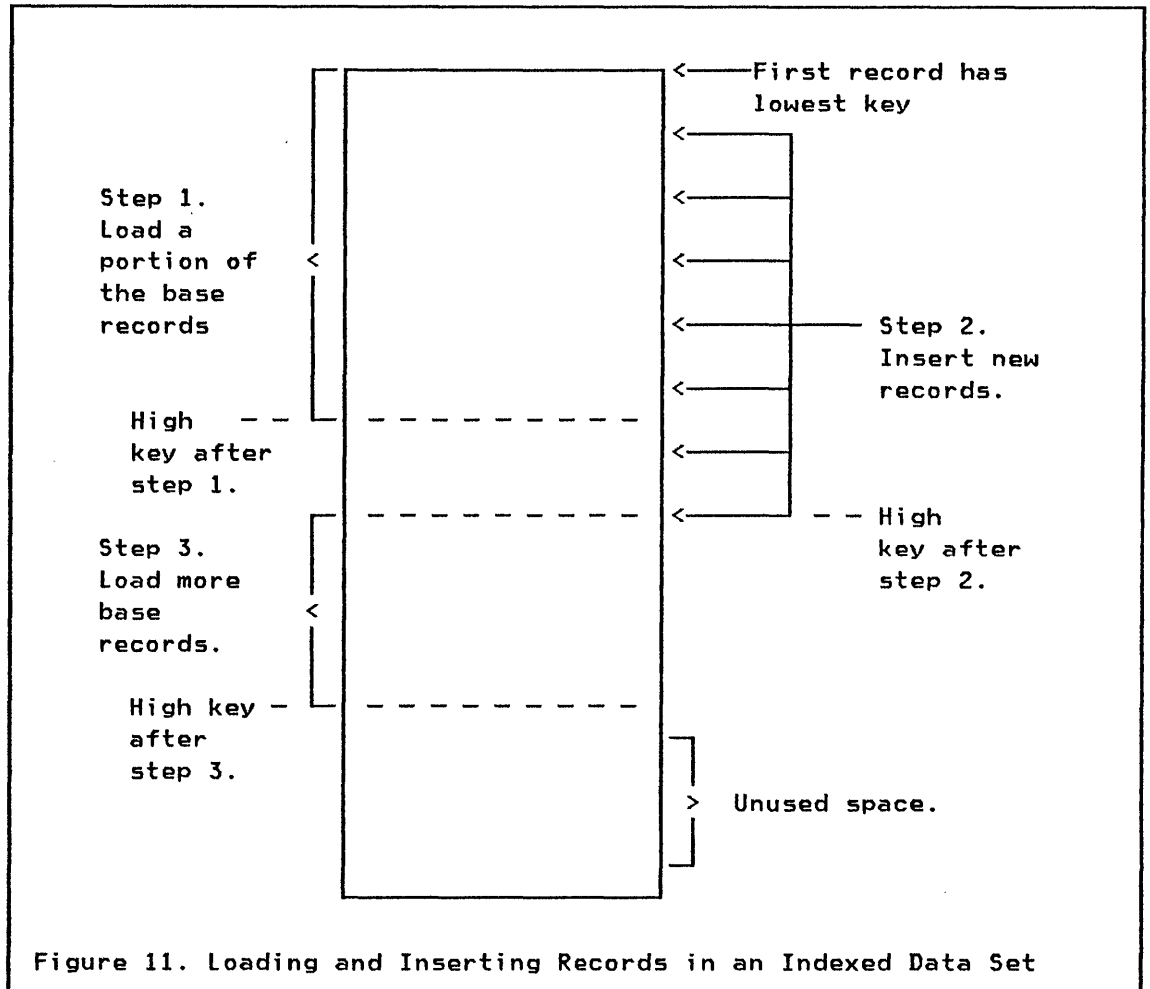 First record has
lowest key
Step 1.
Load a
portion of
the base
records
Step 2.
Insert new
records.
High
key after
step 1.
High
key after
step 2.
Step 3.
Load more
base
records.
High key
after
step 3.
Unused space.
Figure 11. Loading and Inserting Records in an Indexed Data Set